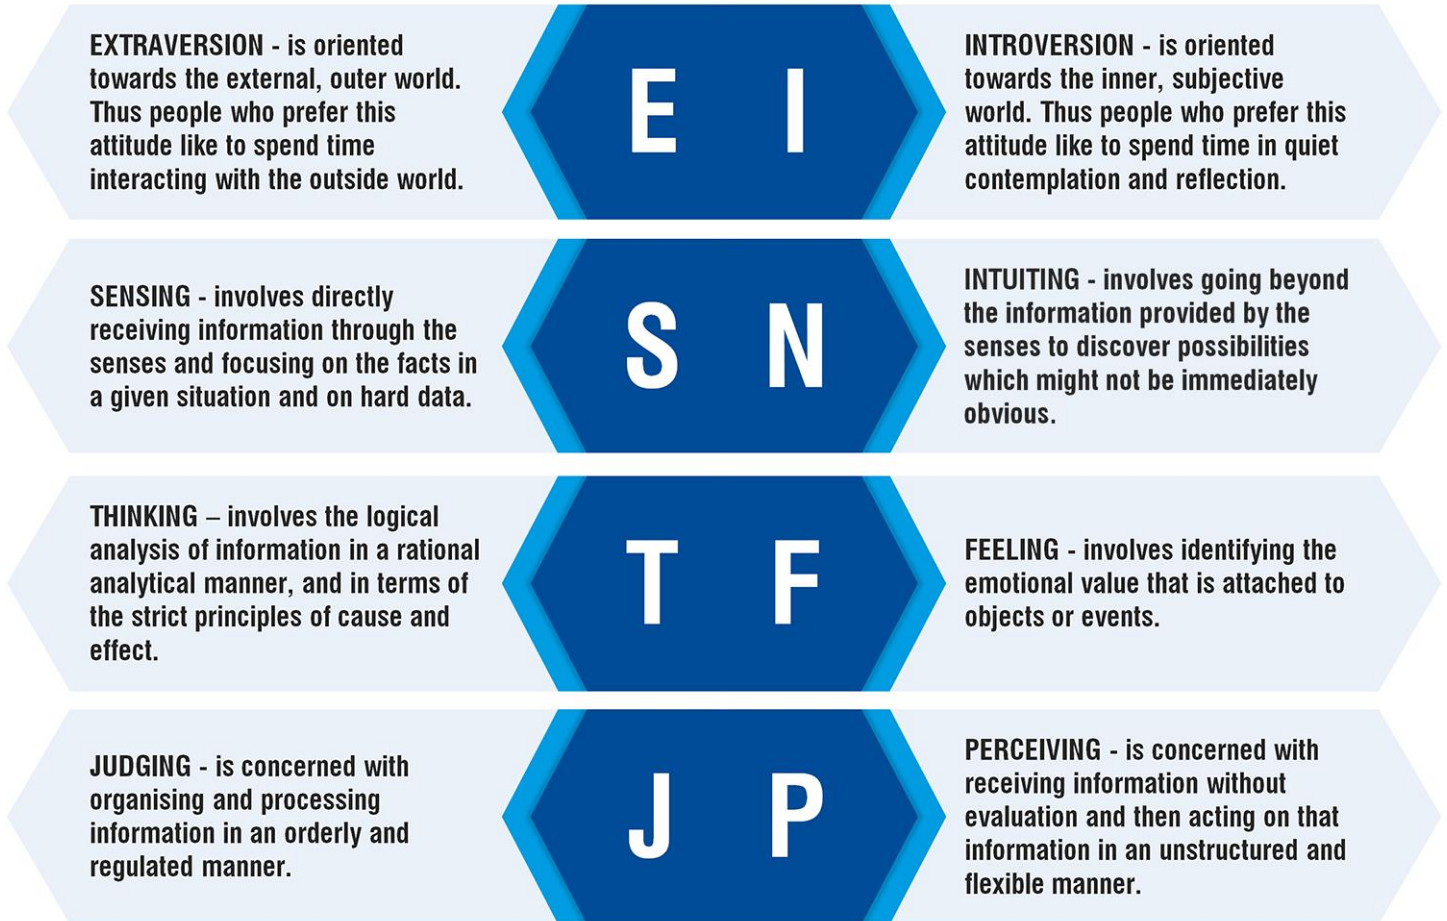 EXTRAVERSION - is oriented
towards the external, outer world.
Thus people who prefer this
attitude like to spend time
interacting with the outside world.
E I
INTROVERSION - is oriented
towards the inner, subjective
world. Thus people who prefer this
attitude like to spend time in quiet
contemplation and reflection.
SENSING - involves directly
receiving information through the
senses and focusing on the facts in
a given situation and on hard data.
S N
INTUITING - involves going beyond
the information provided by the
senses to discover possibilities
which might not be immediately
obvious.
THINKING – involves the logical
analysis of information in a rational
analytical manner, and in terms of
the strict principles of cause and
effect.
T F
FEELING - involves identifying the
emotional value that is attached to
objects or events.
JUDGING - is concerned with
organising and processing
information in an orderly and
regulated manner.
J P
PERCEIVING - is concerned with
receiving information without
evaluation and then acting on that
information in an unstructured and
flexible manner.